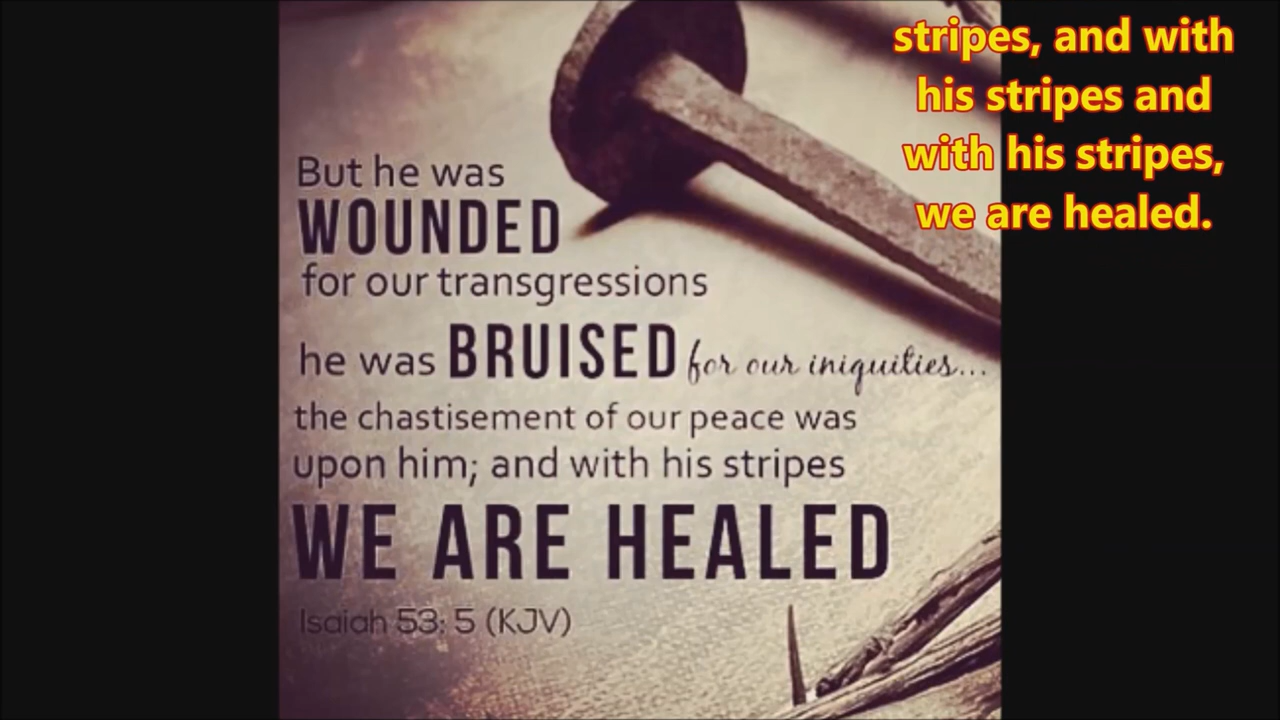 stripes, and with
his stripes and
with his stripes,
we are healed.
But he was
WOUNDED
for our transgressions
he was BRUISED for our iniquities...
the chastisement of our peace was
upon him; and with his stripes
WE ARE HEALED
Isaiah 53: 5 (KJV)